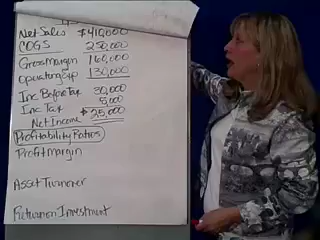 Net Sales $410,000
COGS 250,000
Gross Margin 160,000
Operating Exp 130,000
Inc Before Tax 30,000
Inc Tax 5,000
Net Income $25,000
Profitability Ratios
Profit Margin
Asset Turnover
Return on Investment